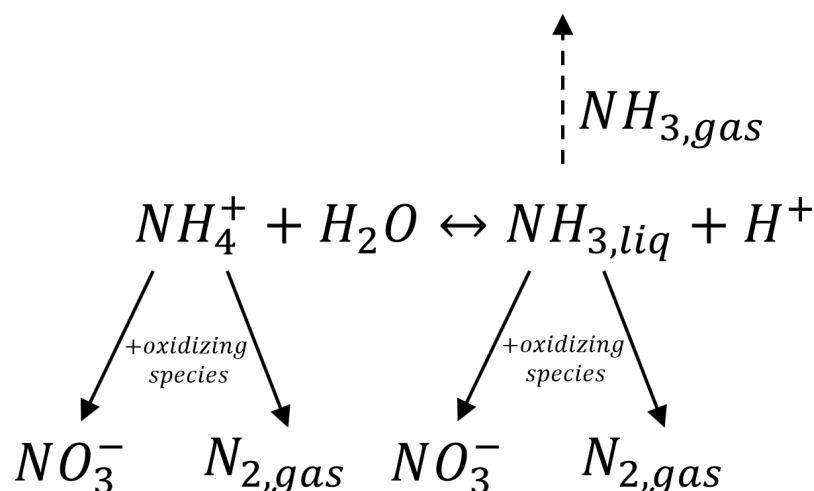 NH₃,gas
NH₄⁺ + H₂O ↔ NH₃,liq + H⁺
+oxidizing species
+oxidizing species
NO₃⁻ N₂,gas NO₃⁻ N₂,gas